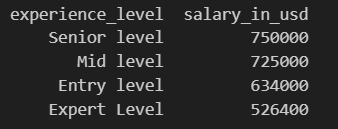 experience_level salary_in_usd
Senior level 750000
Mid level 725000
Entry level 634000
Expert Level 526400